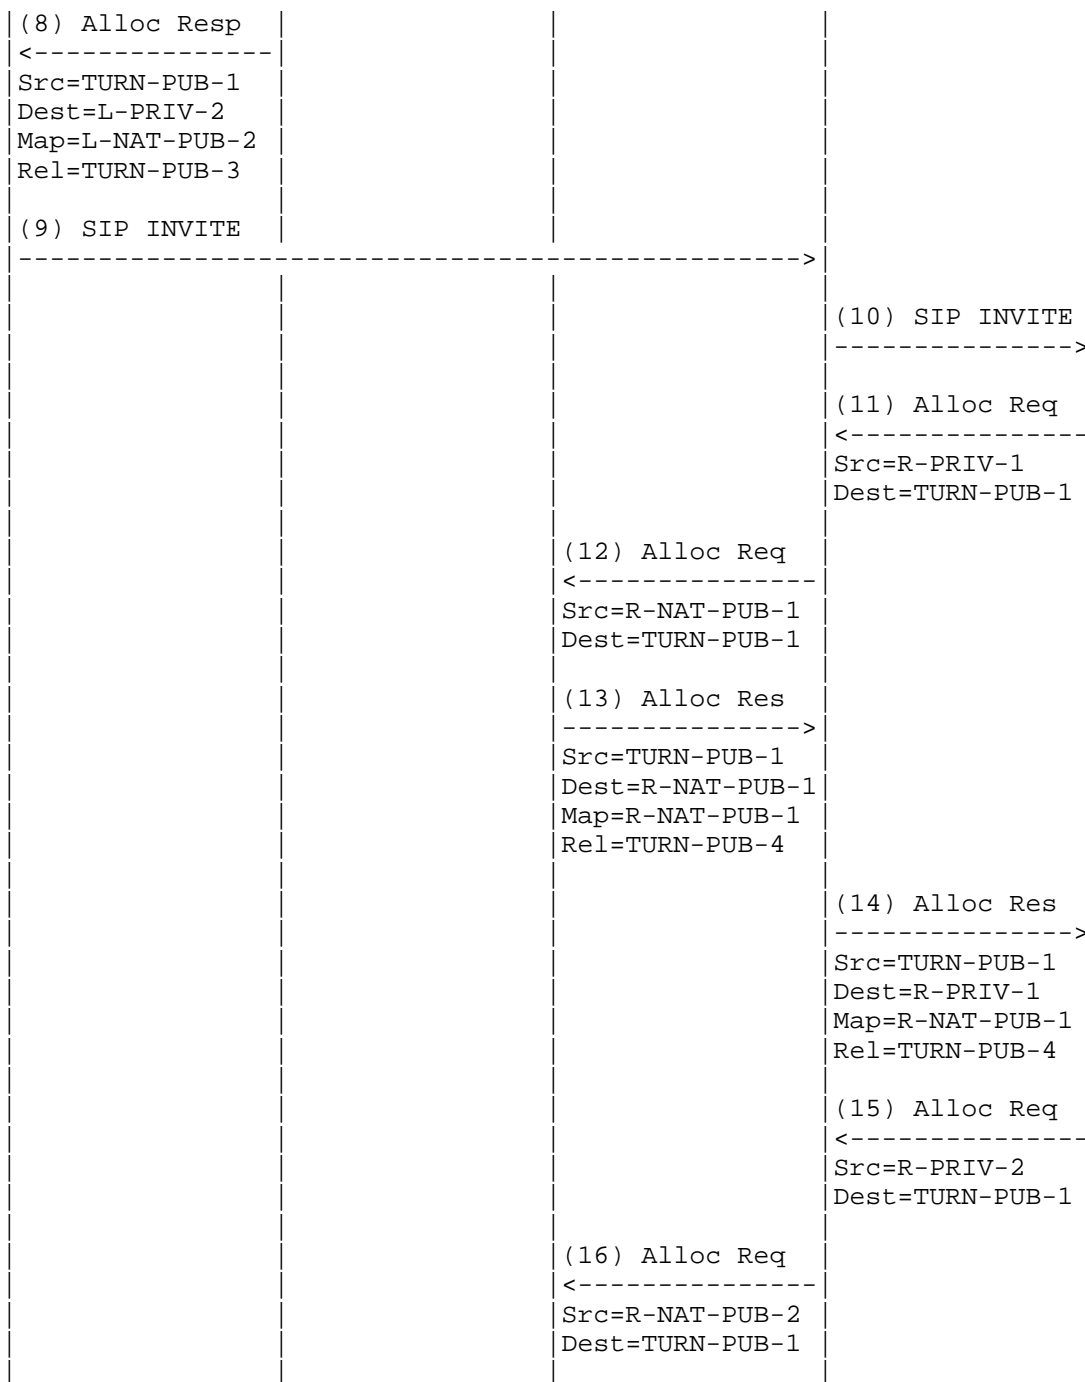 (8) Alloc Resp
<---------------
Src=TURN-PUB-1
Dest=L-PRIV-2
Map=L-NAT-PUB-2
Rel=TURN-PUB-3
(9) SIP INVITE
------------------------------------------------->
(10) SIP INVITE
--------------->
(11) Alloc Req
<---------------
Src=R-PRIV-1
Dest=TURN-PUB-1
(12) Alloc Req
<---------------
Src=R-NAT-PUB-1
Dest=TURN-PUB-1
(13) Alloc Res
--------------->
Src=TURN-PUB-1
Dest=R-NAT-PUB-1
Map=R-NAT-PUB-1
Rel=TURN-PUB-4
(14) Alloc Res
--------------->
Src=TURN-PUB-1
Dest=R-PRIV-1
Map=R-NAT-PUB-1
Rel=TURN-PUB-4
(15) Alloc Req
<---------------
Src=R-PRIV-2
Dest=TURN-PUB-1
(16) Alloc Req
<---------------
Src=R-NAT-PUB-2
Dest=TURN-PUB-1